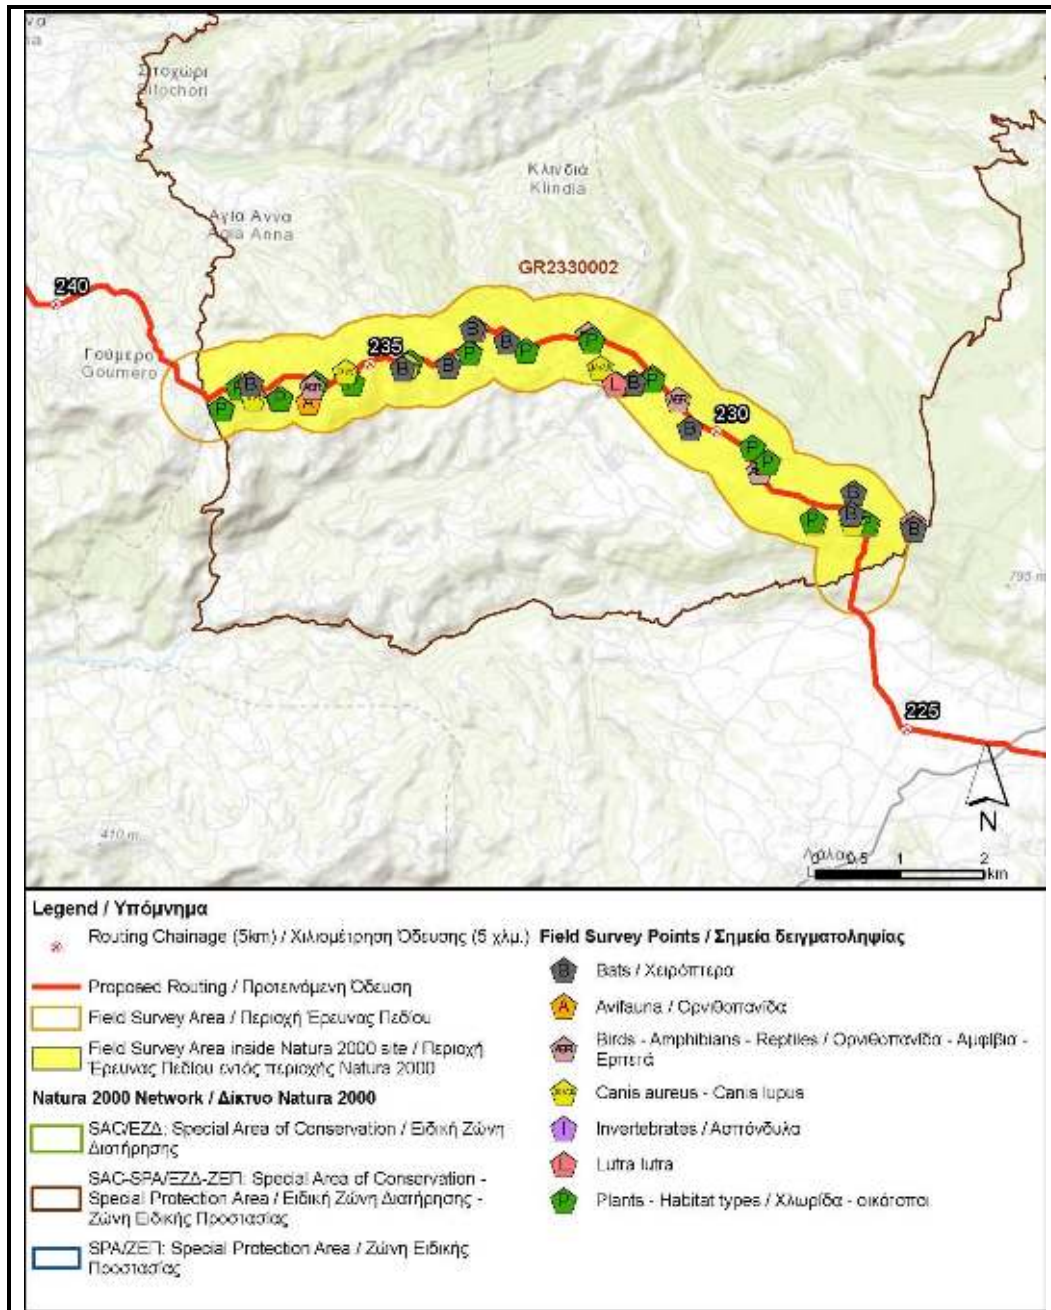 Σιτοχώρι
Sitochori
Κλινδιά
Klindia
Αγία Άννα
Agia Anna
GR2330002
240
Γούμερο
Goumero
235
B
B
P
B
P
L
B
P
A
230
B
P
P
B
B
P
B
795 m
225
N
410 m
Λάλας
0 0,5 1 2
km
Legend / Υπόμνημα
Routing Chainage (5km) / Χιλιομέτρηση Όδευσης (5 χλμ.)
Proposed Routing / Προτεινόμενη Όδευση
Field Survey Area / Περιοχή Έρευνας Πεδίου
Field Survey Area inside Natura 2000 site / Περιοχή
Έρευνας Πεδίου εντός περιοχής Natura 2000
Natura 2000 Network / Δίκτυο Natura 2000
SAC/ΕΖΔ: Special Area of Conservation / Ειδική Ζώνη
Διατήρησης
SAC-SPA/ΕΖΔ-ΖΕΠ: Special Area of Conservation -
Special Protection Area / Ειδική Ζώνη Διατήρησης -
Ζώνη Ειδικής Προστασίας
SPA/ΖΕΠ: Special Protection Area / Ζώνη Ειδικής
Προστασίας
Field Survey Points / Σημεία δειγματοληψίας
B Bats / Χειρόπτερα
A Avifauna / Ορνιθοπανίδα
ABR Birds - Amphibians - Reptiles / Ορνιθοπανίδα - Αμφίβια -
Ερπετά
Canis aureus - Canis lupus
I Invertebrates / Ασπόνδυλα
L Lutra lutra
P Plants - Habitat types / Χλωρίδα - οικότοποι